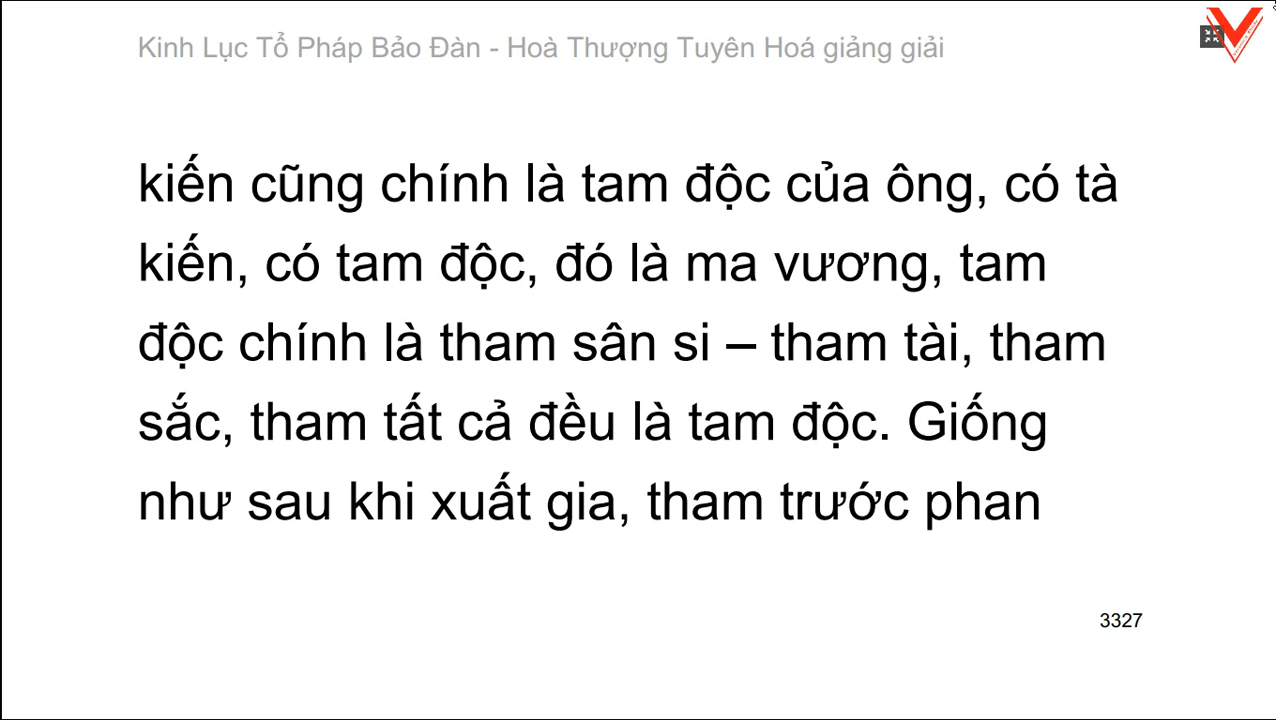 Kinh Lục Tổ Pháp Bảo Đàn - Hoà Thượng Tuyên Hoá giảng giải
kiến cũng chính là tam độc của ông, có tà
kiến, có tam độc, đó là ma vương, tam
độc chính là tham sân si – tham tài, tham
sắc, tham tất cả đều là tam độc. Giống
như sau khi xuất gia, tham trước phan
3327